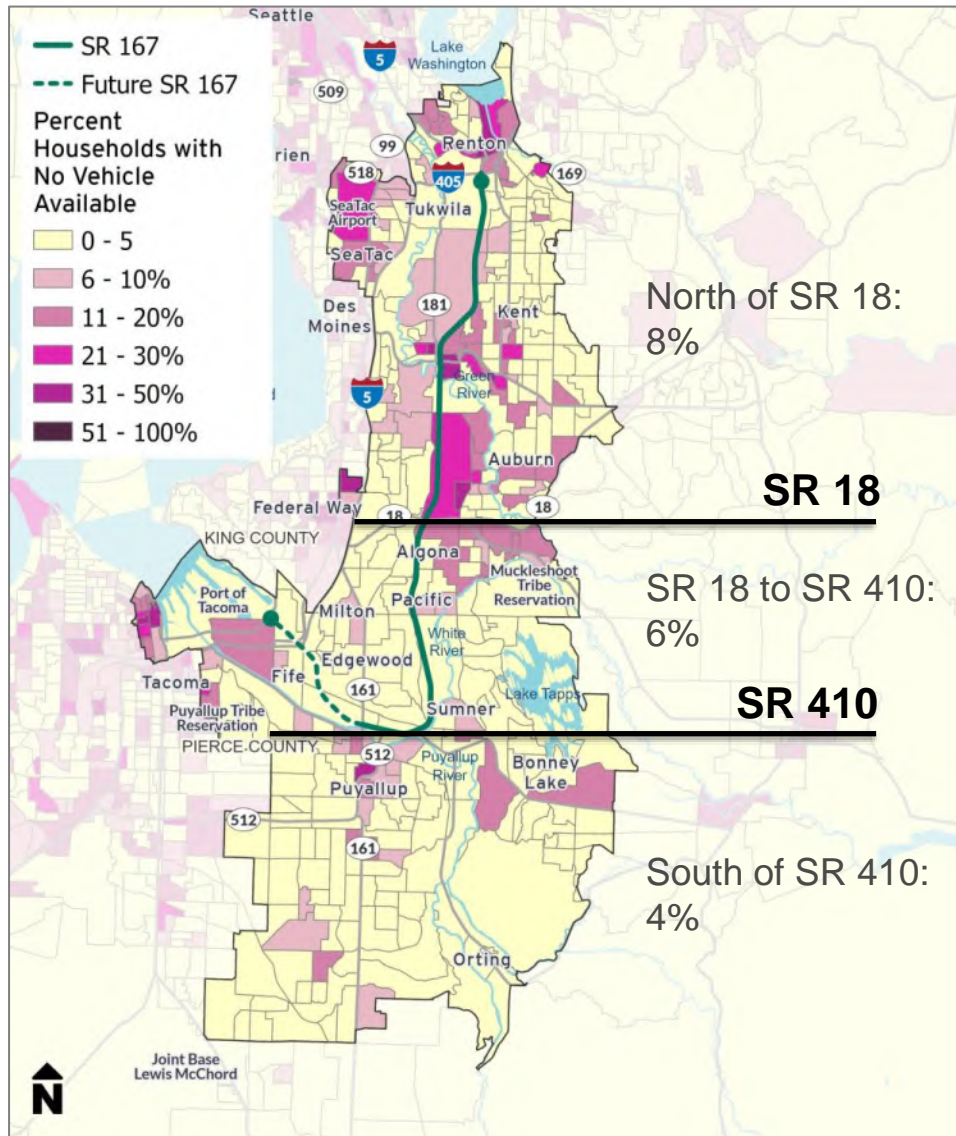 Seattle
SR 167
Future SR 167
Percent
Households with
No Vehicle
Available
0 - 5
6 - 10%
11 - 20%
21 - 30%
31 - 50%
51 - 100%
5
Lake
Washington
509
99
rien
Renton
518
405
169
SeaTac
Airport
Tukwila
SeaTac
Des
Moines
181
Kent
North of SR 18:
8%
5
Green
River
Auburn
SR 18
Federal Way
18
18
KING COUNTY
Algona
Muckleshoot
Tribe
Reservation
SR 18 to SR 410:
6%
Port of
Tacoma
Milton
Pacific
White
River
Edgewood
Tacoma
Fife
161
Lake Tapps
Puyallup Tribe
Reservation
Sumner
SR 410
PIERCE COUNTY
512
Puyallup
River
Bonney
Lake
Puyallup
512
161
South of SR 410:
4%
Orting
Joint Base
Lewis McChord
N